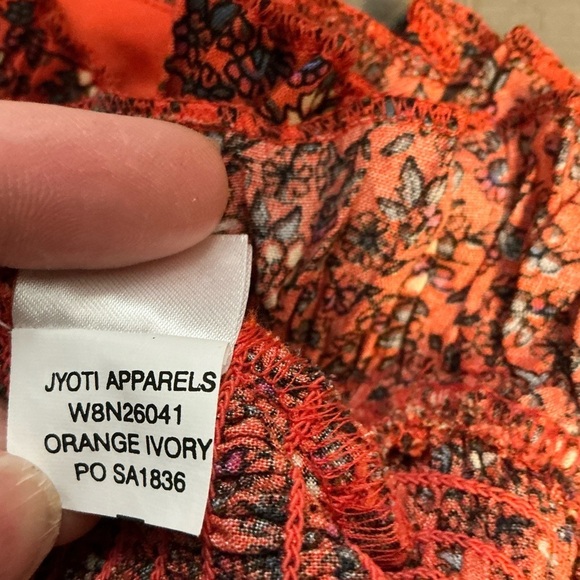 JYOTI APPARELS
W8N26041
ORANGE IVORY
PO SA1836